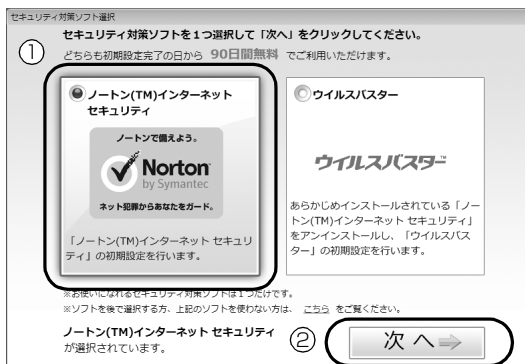 セキュリティ対策ソフト選択
セキュリティ対策ソフトを1つ選択して「次へ」をクリックしてください。
①
どちらも初期設定完了の日から 90日間無料 でご利用いただけます。
ノートン(TM)インターネット
セキュリティ
ノートンで備えよう。
Norton
by Symantec
ネット犯罪からあなたをガード。
「ノートン(TM)インターネット セキュリ
ティ」の初期設定を行います。
ウイルスバスター
ウイルスバスター™
あらかじめインストールされている「ノー
トン(TM)インターネット セキュリティ」
をアンインストールし、「ウイルスバス
ター」の初期設定を行います。
※お使いになれるセキュリティ対策ソフトは1つだけです。
※ソフトを後で選択する方、上記のソフトを使わない方は、 こちら をご覧ください。
ノートン(TM)インターネット セキュリティ
が選択されています。
②
次 へ